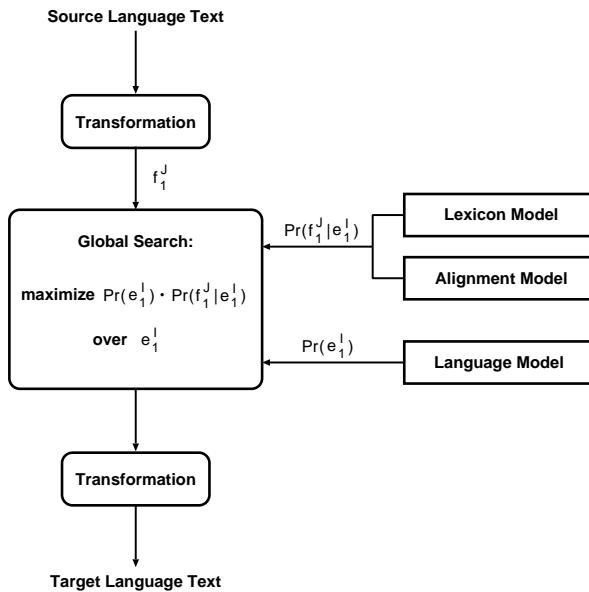 Source Language Text
Transformation
f_1^J
Global Search:
maximize Pr(e_1^I) · Pr(f_1^J|e_1^I)
over e_1^I
Pr(f_1^J|e_1^I)
Lexicon Model
Alignment Model
Pr(e_1^I)
Language Model
Transformation
Target Language Text